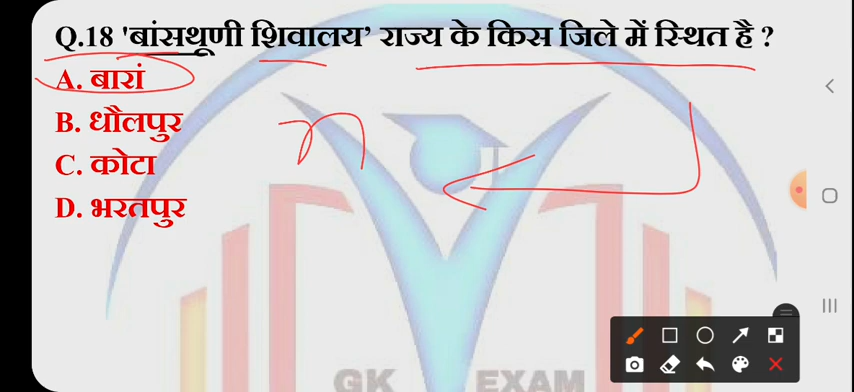 Q.18 'बांसथूणी शिवालय’ राज्य के किस जिले में स्थित है ?
A. बारां
B. धौलपुर
C. कोटा
D. भरतपुर
GK EXAM